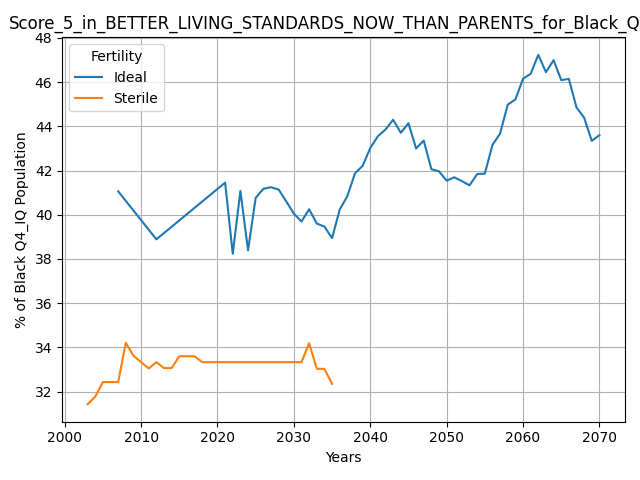 Score_5_in_BETTER_LIVING_STANDARDS_NOW_THAN_PARENTS_for_Black_Q
Fertility
Ideal
Sterile
48
46
44
42
40
38
36
34
32
% of Black Q4_IQ Population
2000 2010 2020 2030 2040 2050 2060 2070
Years